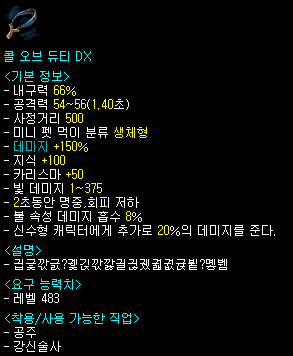 콜 오브 듀티 DX
<기본 정보>
- 내구력 66%
- 공격력 54~56(1.40초)
- 사정거리 500
- 미니 펫 먹이 분류 생체형
- 데미지 +150%
- 지식 +100
- 카리스마 +50
- 빛 데미지 1~375
- 2초동안 명중,회피 저하
- 불 속성 데미지 흡수 8%
- 신수형 캐릭터에게 추가로 20%의 데미지를 준다.
<설명>
<요구 능력치>
- 레벨 483
<착용/사용 가능한 직업>
- 공주
- 강신술사